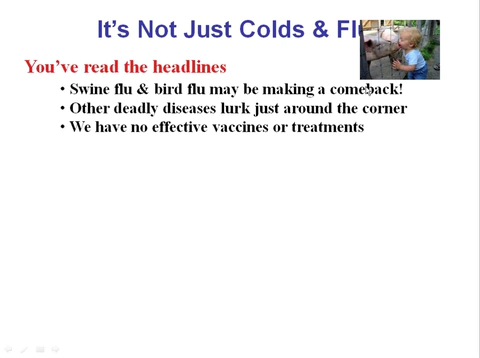 It's Not Just Colds & Flu
You've read the headlines
• Swine flu & bird flu may be making a comeback!
• Other deadly diseases lurk just around the corner
• We have no effective vaccines or treatments